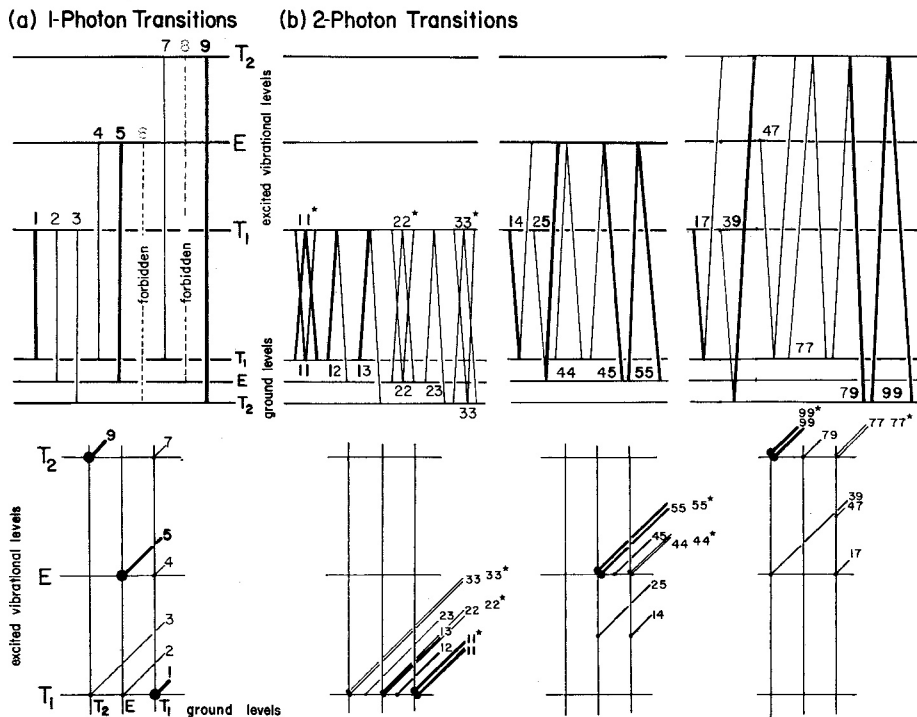 (a) 1-Photon Transitions
(b) 2-Photon Transitions
7 8 9
T₂
4 5 6
E
47
1 2 3
T₁
11* 22* 33*
14 25
17 39
excited vibrational levels
forbidden
forbidden
T₁
E
T₂
ground levels
11 12 13 22 23 33
44 45 55
77 79 99
9 7
T₂
5
4
E
3
2
1
T₁
T₂ E T₁ ground levels
excited vibrational levels
33 33*
23 22 22*
13
12
11*
11
55 55*
45
44 44*
25
14
99*
99
79
77 77*
39
47
17